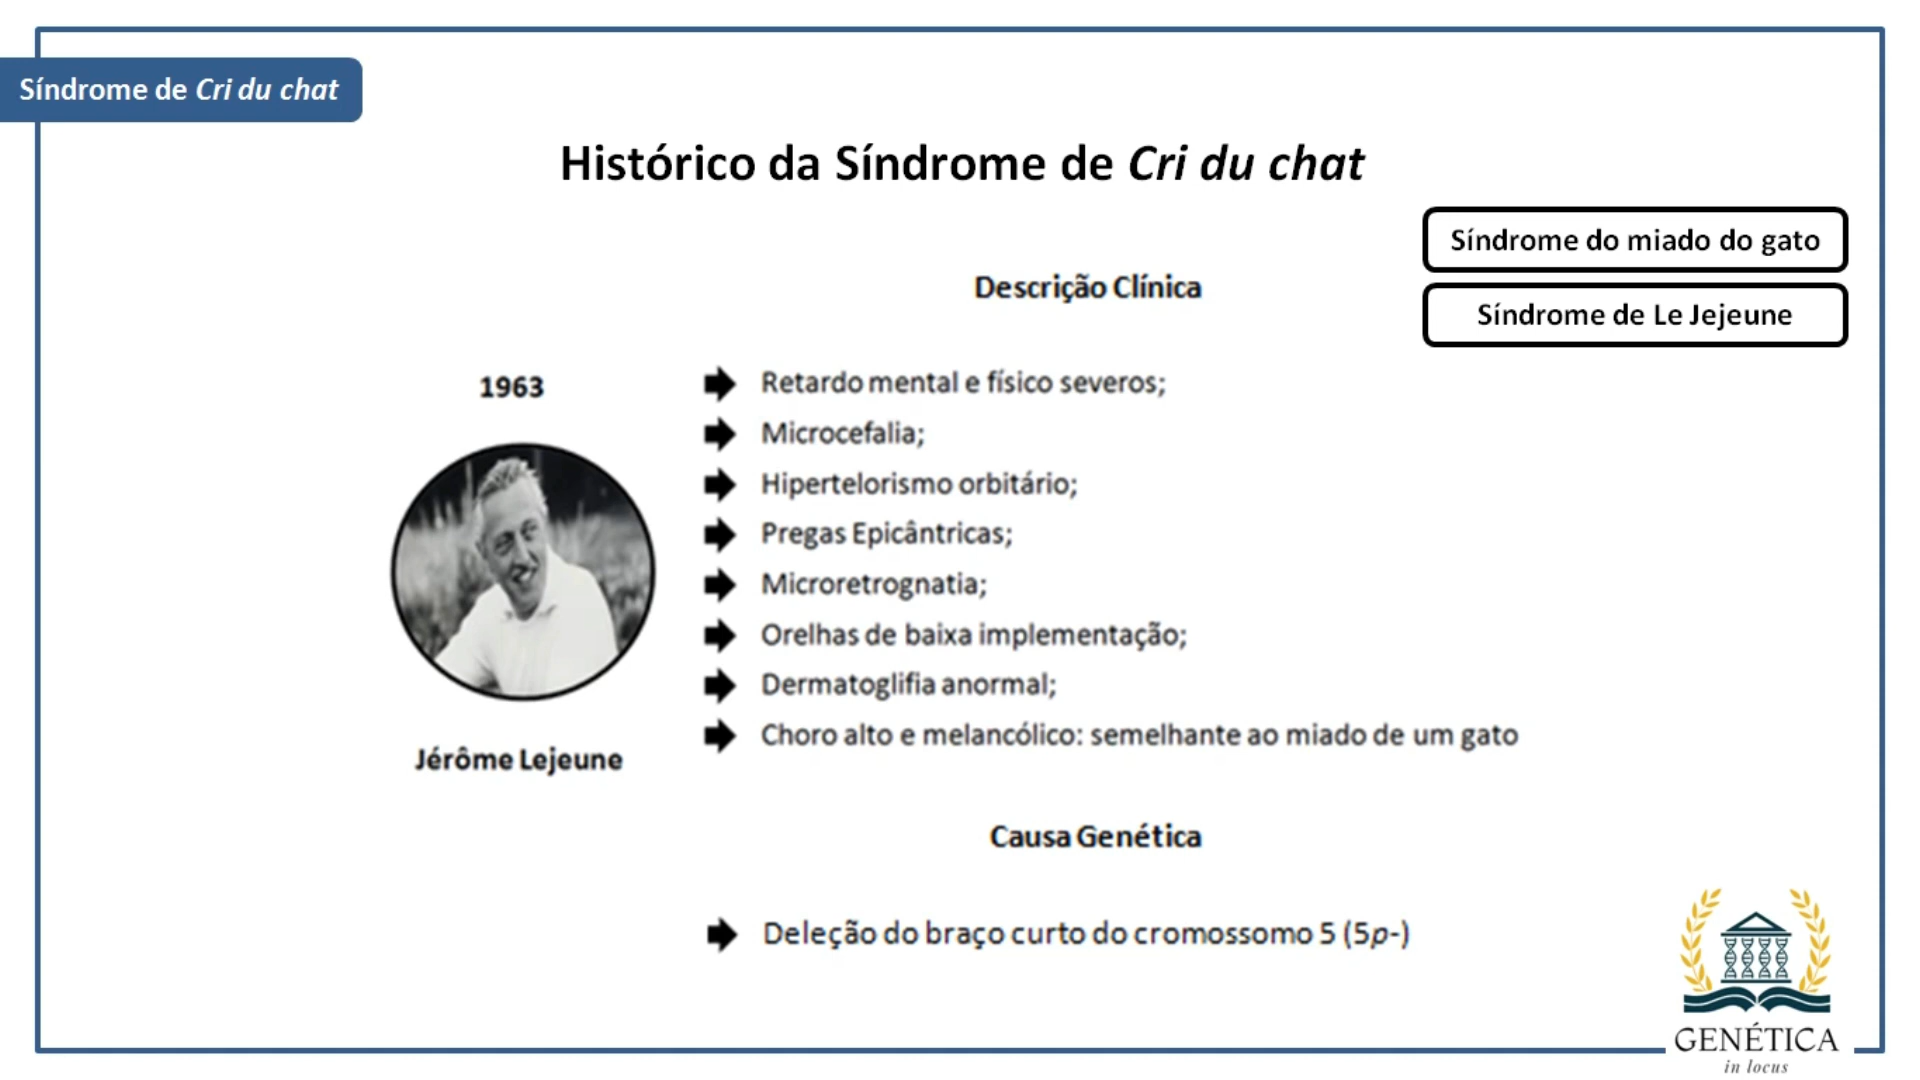 Síndrome de Cri du chat
Histórico da Síndrome de Cri du chat
Síndrome do miado do gato
Síndrome de Le Jejeune
Descrição Clínica
1963
Jérôme Lejeune
Retardo mental e físico severos;
Microcefalia;
Hipertelorismo orbitário;
Pregas Epicântricas;
Microretrognatia;
Orelhas de baixa implementação;
Dermatoglifia anormal;
Choro alto e melancólico: semelhante ao miado de um gato
Causa Genética
Deleção do braço curto do cromossomo 5 (5p-)
GENÉTICA
in locus